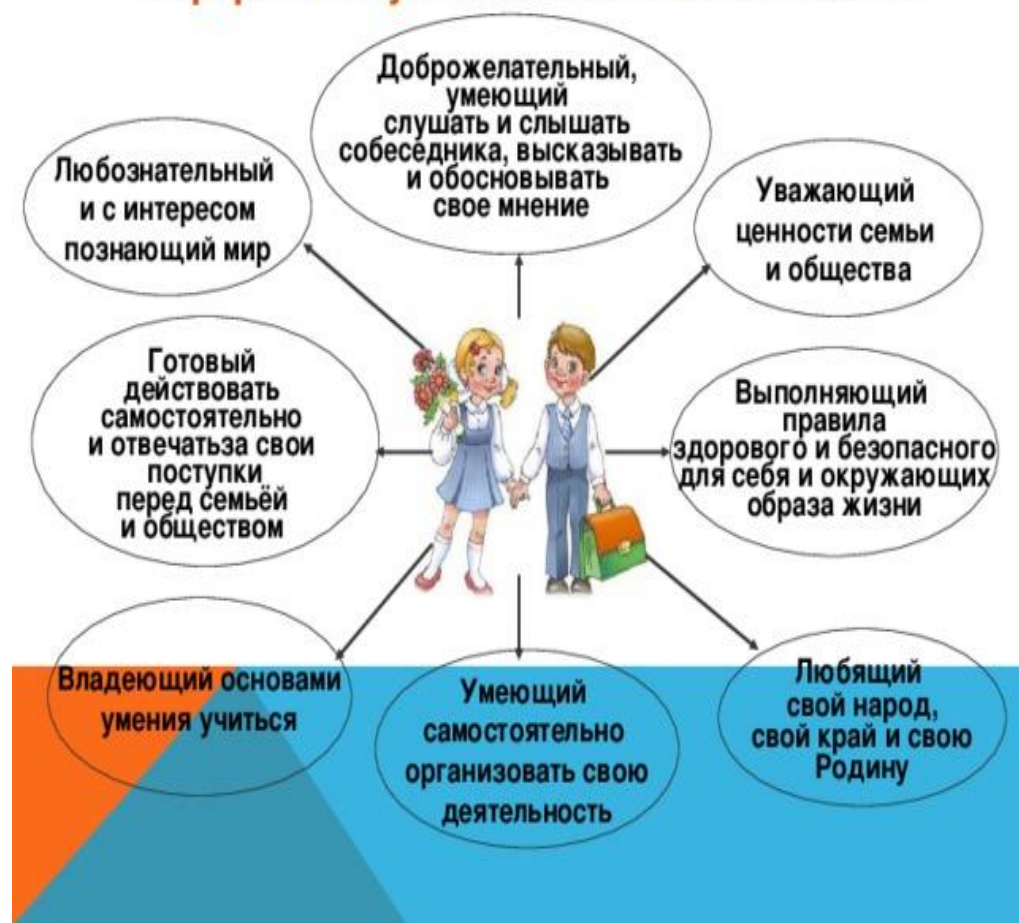 Доброжелательный,
умеющий
слушать и слышать
собеседника, высказывать
и обосновывать
свое мнение
Любознательный
и с интересом
познающий мир
Уважающий
ценности семьи
и общества
Готовый
действовать
самостоятельно
и отвечатьза свои
поступки
перед семьёй
и обществом
Выполняющий
правила
здорового и безопасного
для себя и окружающих
образа жизни
Владеющий основами
умения учиться
Умеющий
самостоятельно
организовать свою
деятельность
Любящий
свой народ,
свой край и свою
Родину